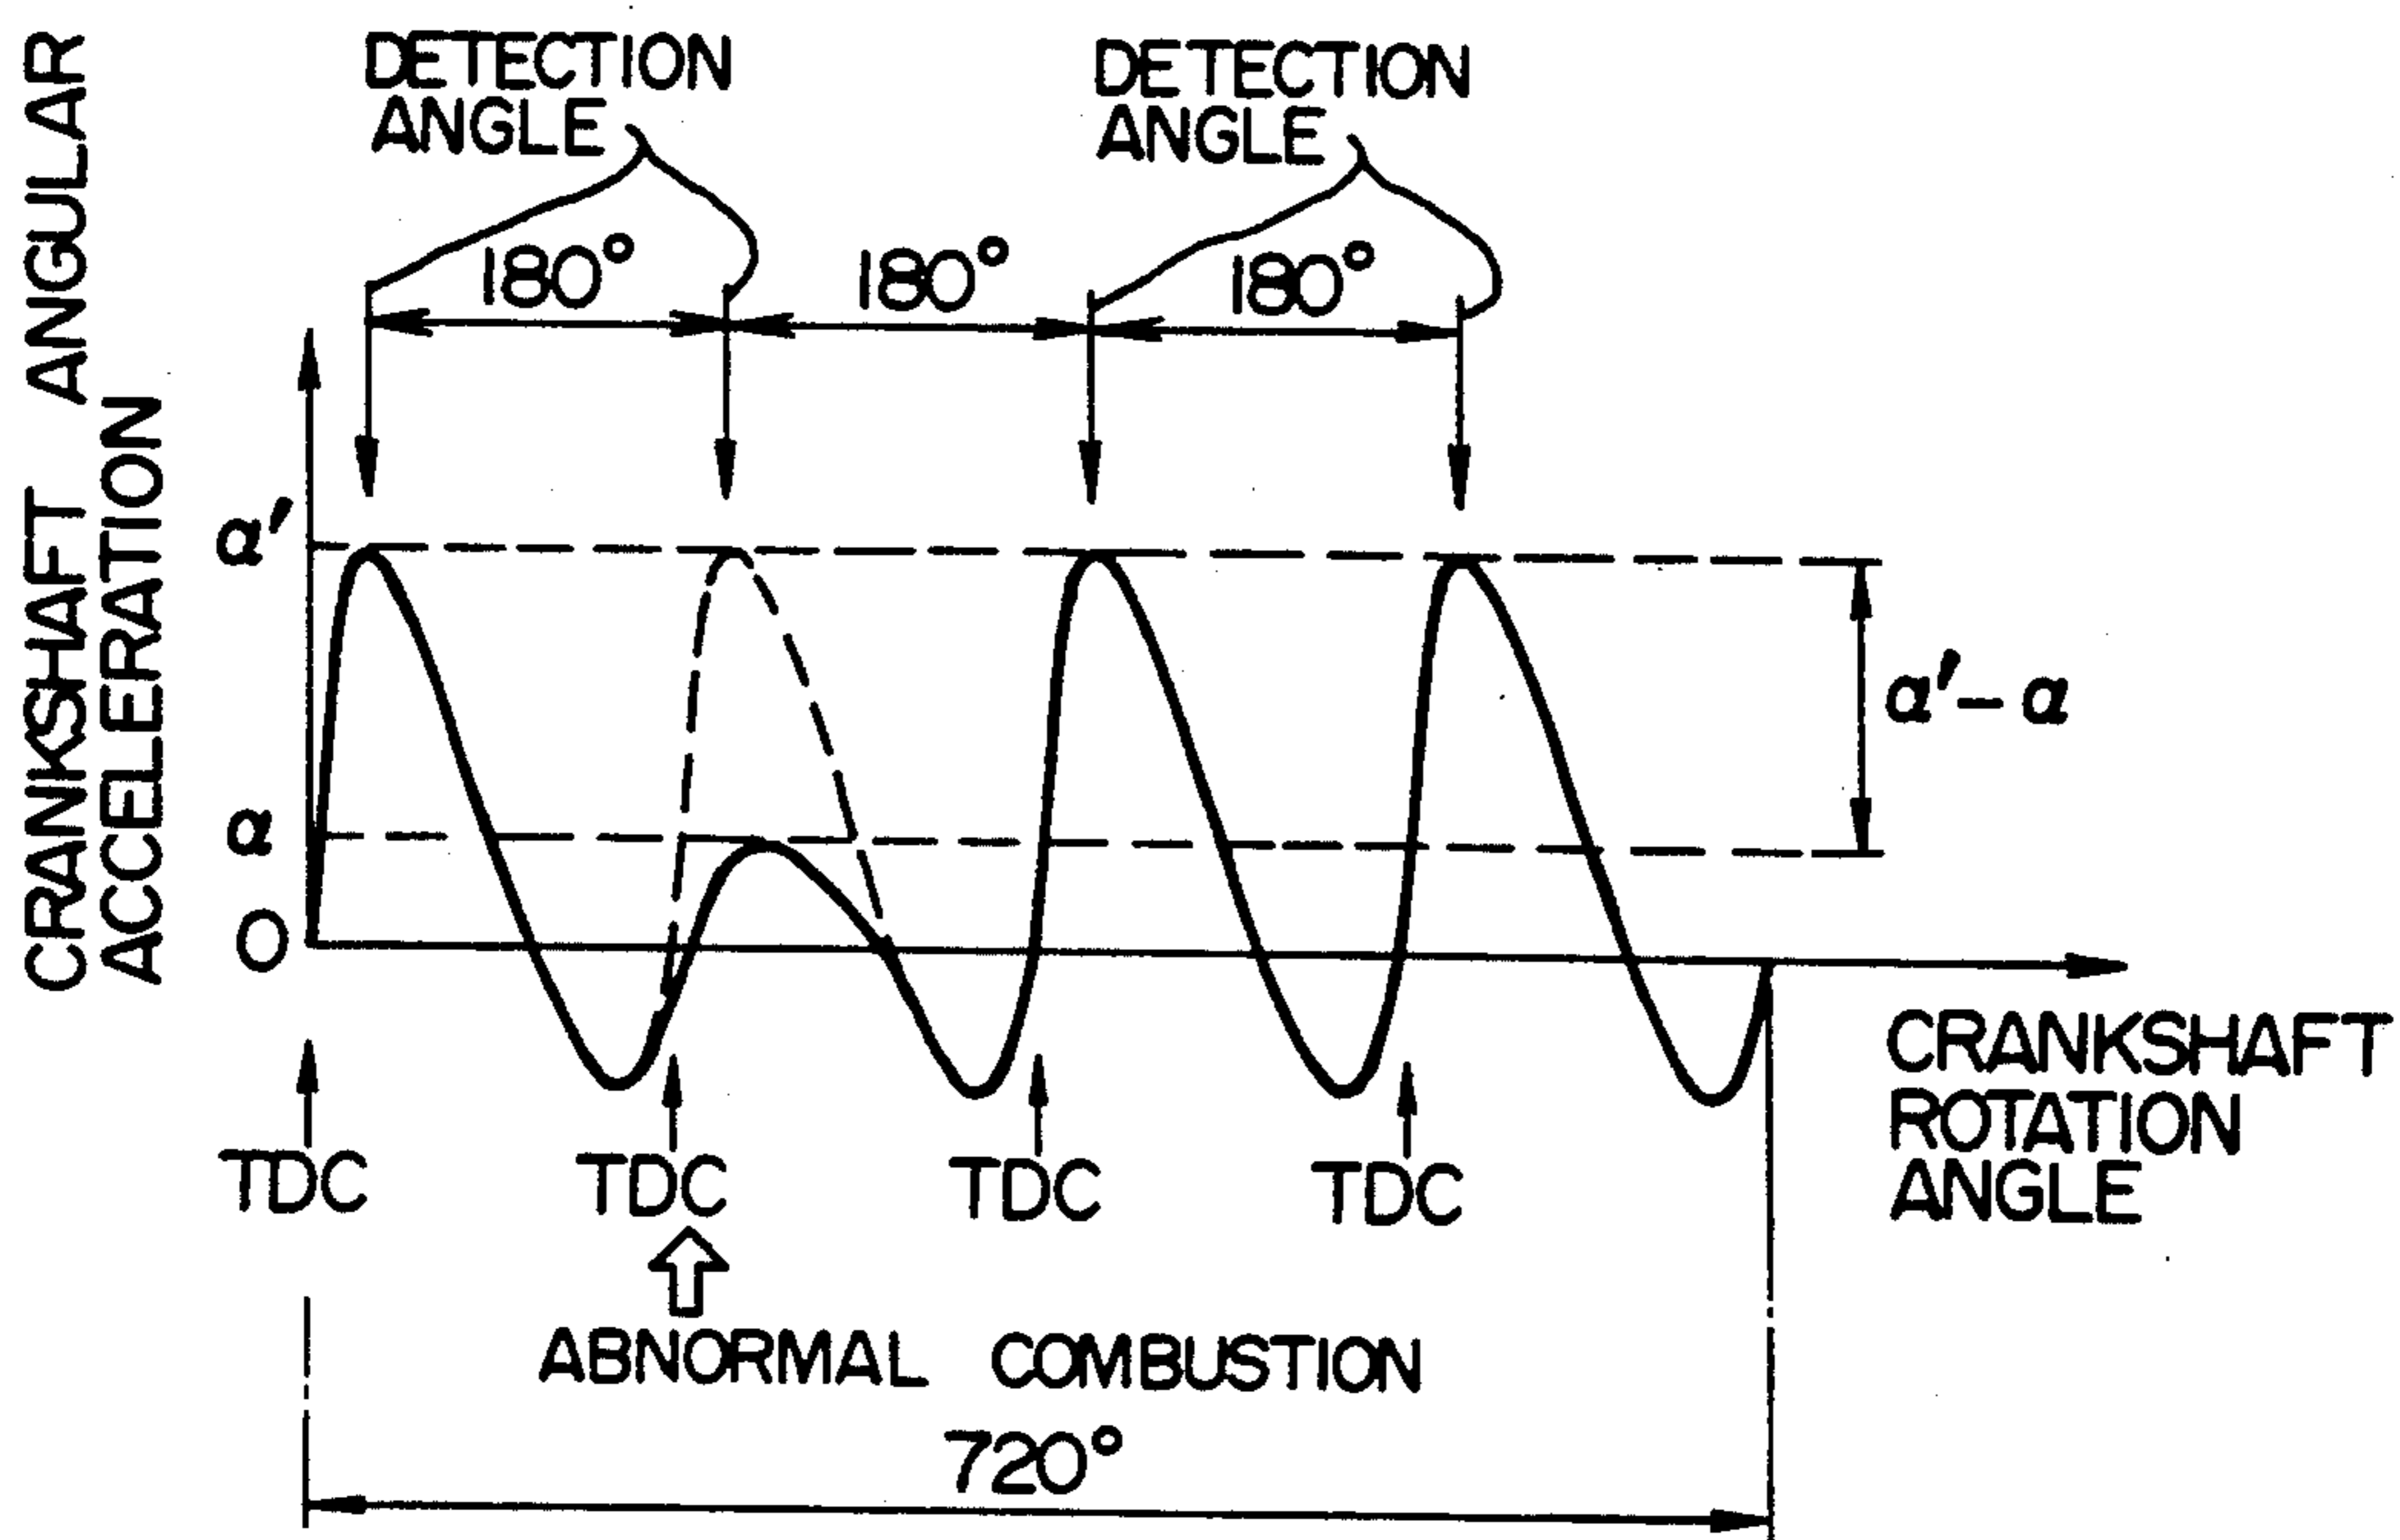 CRANKSHAFT ANGULAR
ACCELERATION
DETECTION
ANGLE
DETECTION
ANGLE
180°
180°
180°
α'
α'-α
α
O
CRANKSHAFT
ROTATION
ANGLE
TDC
TDC
TDC
TDC
ABNORMAL COMBUSTION
720°